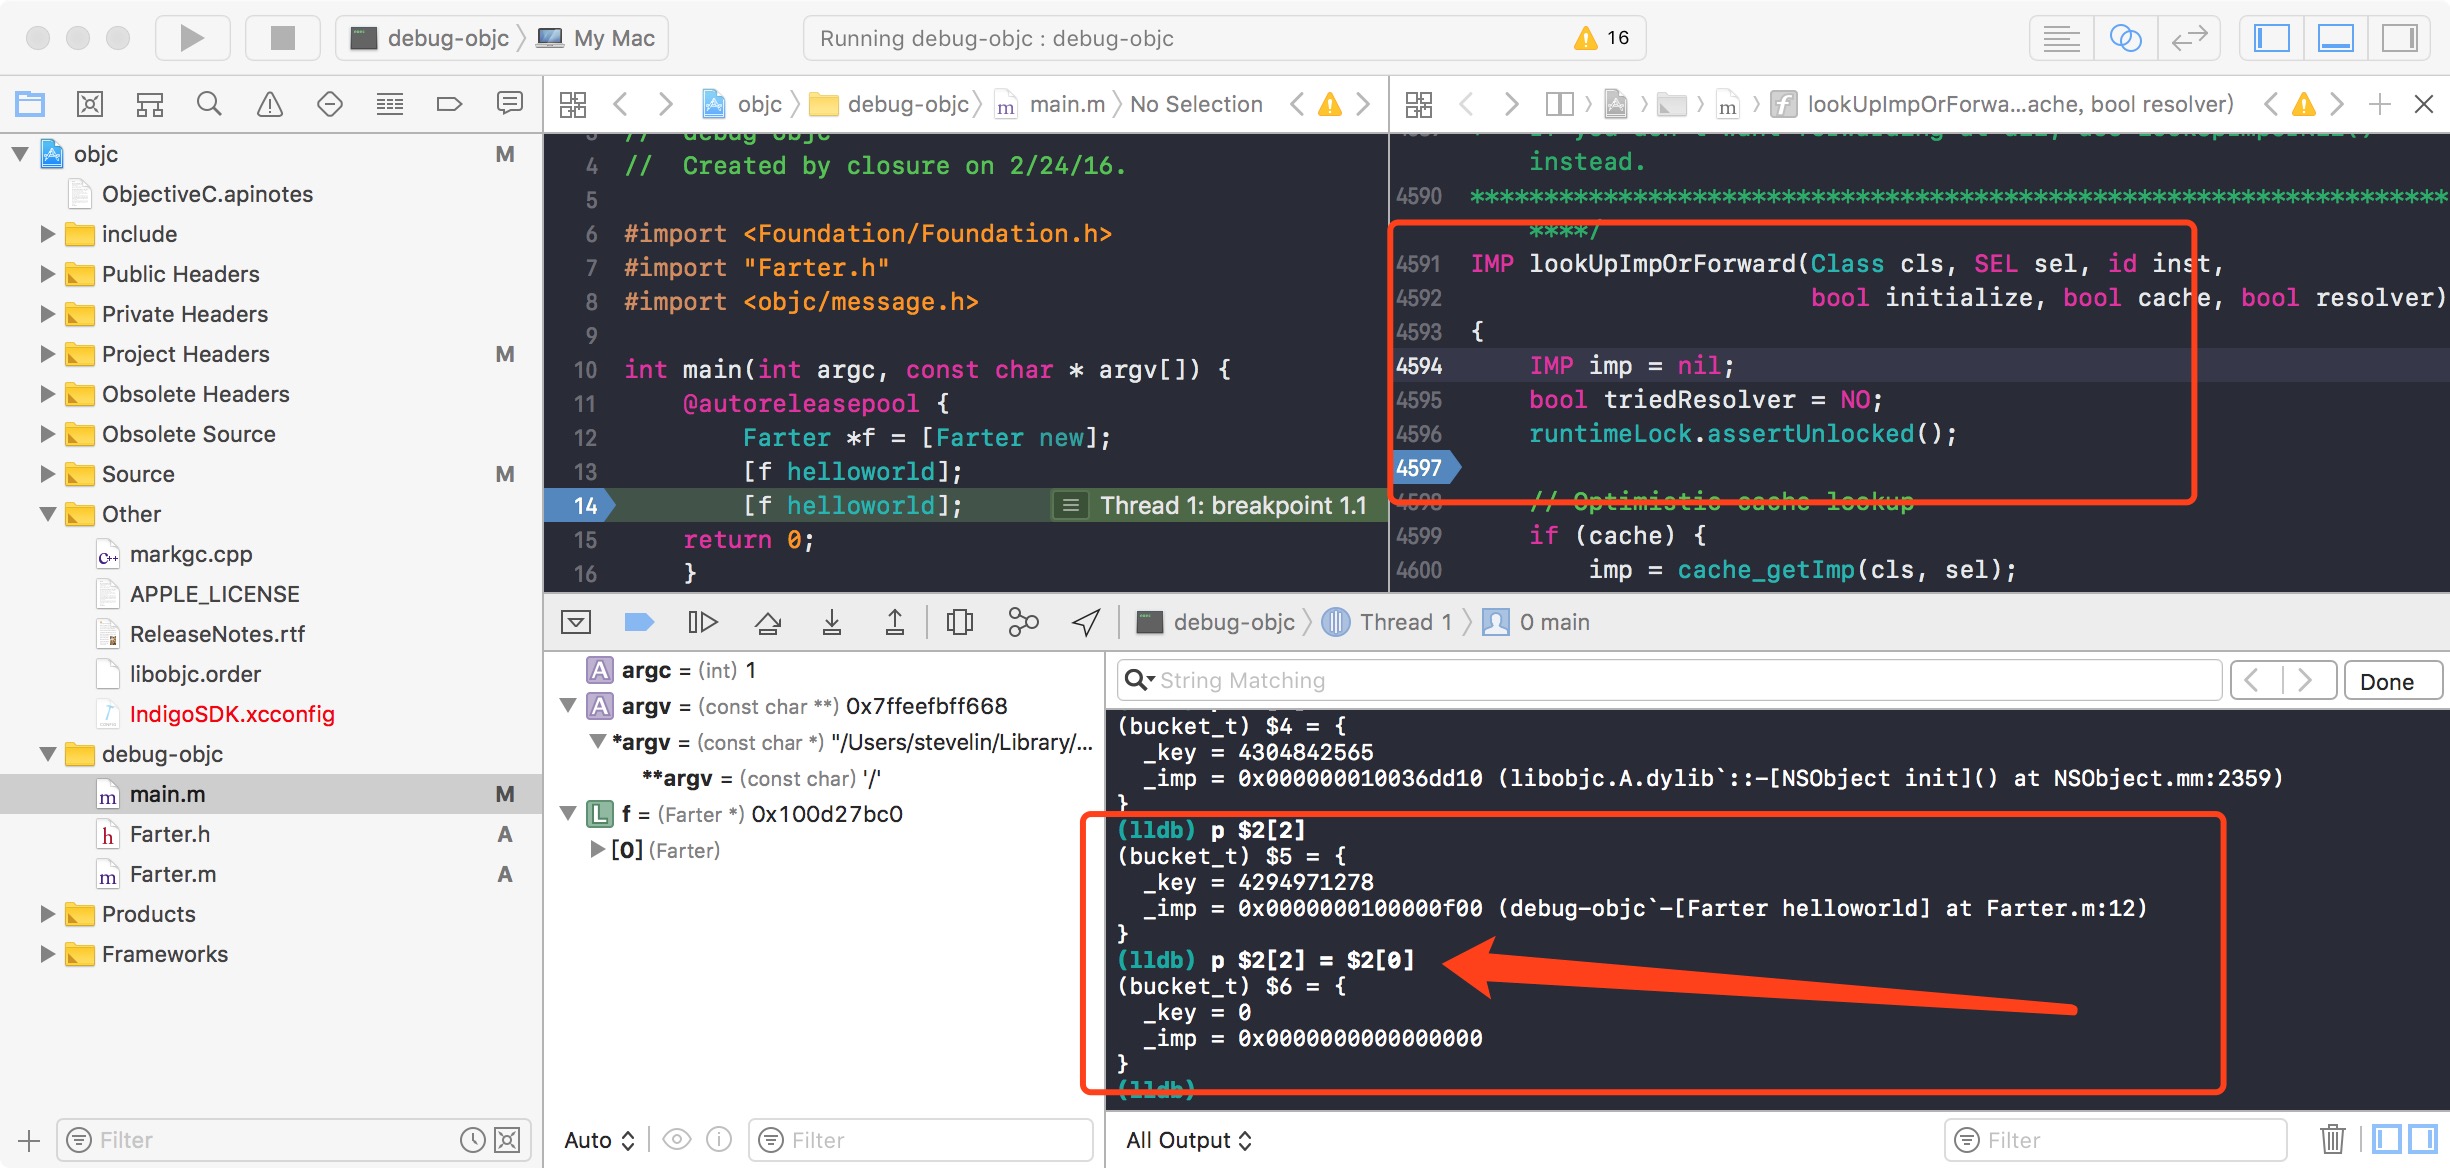 debug-objc
My Mac
Running debug-objc : debug-objc
16
objc
debug-objc
main.m
No Selection
lookUpImpOrForwa...ache, bool resolver)
objc M
ObjectiveC.apinotes
include
Public Headers
Private Headers
Project Headers M
Obsolete Headers
Obsolete Source
Source M
Other
markgc.cpp
APPLE_LICENSE
ReleaseNotes.rtf
libobjc.order
IndigoSDK.xcconfig
debug-objc
main.m M
Farter.h A
Farter.m A
Products
Frameworks
Filter
3 // debug-objc
4 // Created by closure on 2/24/16.
5
6 #import <Foundation/Foundation.h>
7 #import "Farter.h"
8 #import <objc/message.h>
9
10 int main(int argc, const char * argv[]) {
11 @autoreleasepool {
12 Farter *f = [Farter new];
13 [f helloworld];
14 [f helloworld]; Thread 1: breakpoint 1.1
15 return 0;
16 }
instead.
4590 ******************************************************************
****/
4591 IMP lookUpImpOrForward(Class cls, SEL sel, id inst,
4592 bool initialize, bool cache, bool resolver)
4593 {
4594 IMP imp = nil;
4595 bool triedResolver = NO;
4596 runtimeLock.assertUnlocked();
4597
4598 // Optimistic cache lookup
4599 if (cache) {
4600 imp = cache_getImp(cls, sel);
debug-objc
Thread 1
0 main
A argc = (int) 1
A argv = (const char **) 0x7ffeefbff668
*argv = (const char *) "/Users/stevelin/Library/...
**argv = (const char) '/'
L f = (Farter *) 0x100d27bc0
[0] (Farter)
Auto
Filter
String Matching
Done
(bucket_t) $4 = {
_key = 4304842565
_imp = 0x000000010036dd10 (libobjc.A.dylib`::-[NSObject init]() at NSObject.mm:2359)
}
(lldb) p $2[2]
(bucket_t) $5 = {
_key = 4294971278
_imp = 0x0000000100000f00 (debug-objc`-[Farter helloworld] at Farter.m:12)
}
(lldb) p $2[2] = $2[0]
(bucket_t) $6 = {
_key = 0
_imp = 0x0000000000000000
}
(lldb)
All Output
Filter